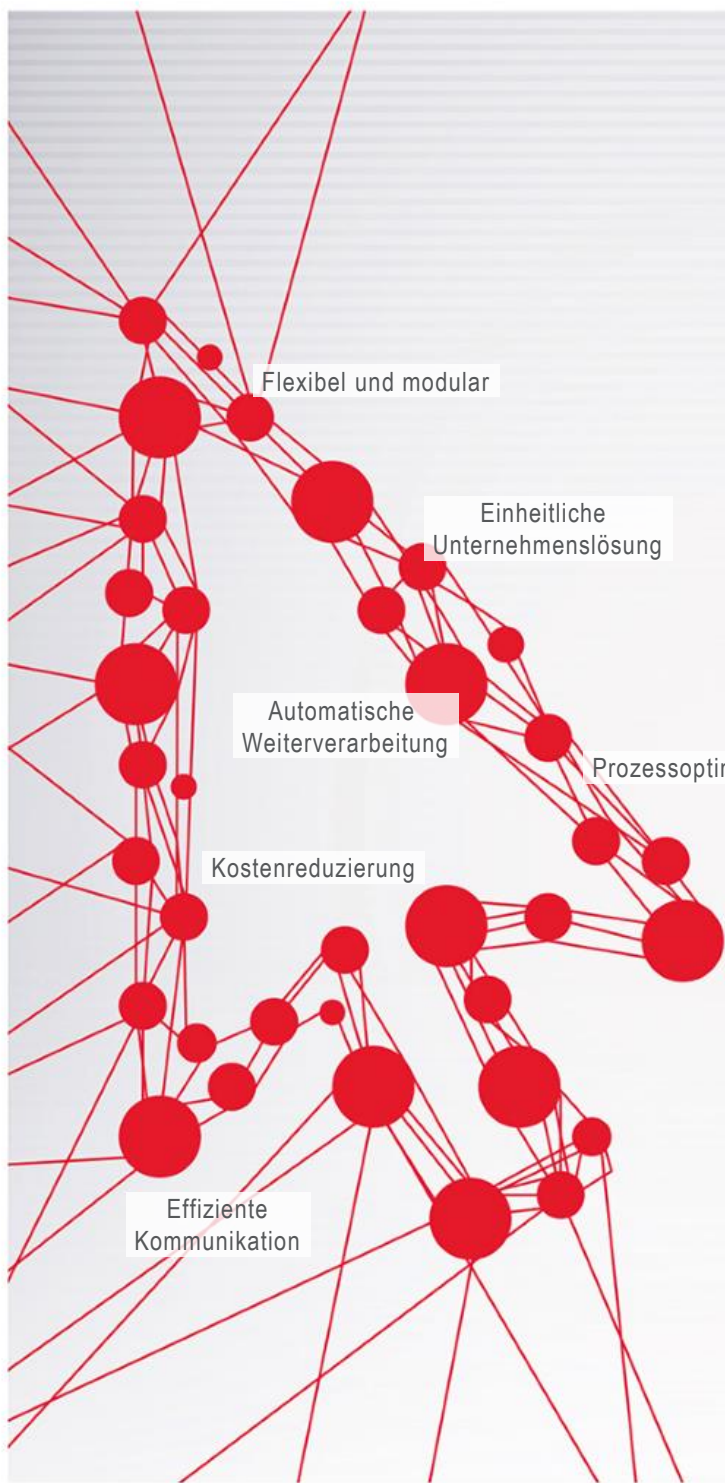 Flexibel und modular
Einheitliche
Unternehmenslösung
Automatische
Weiterverarbeitung
Kostenreduzierung
Effiziente
Kommunikation